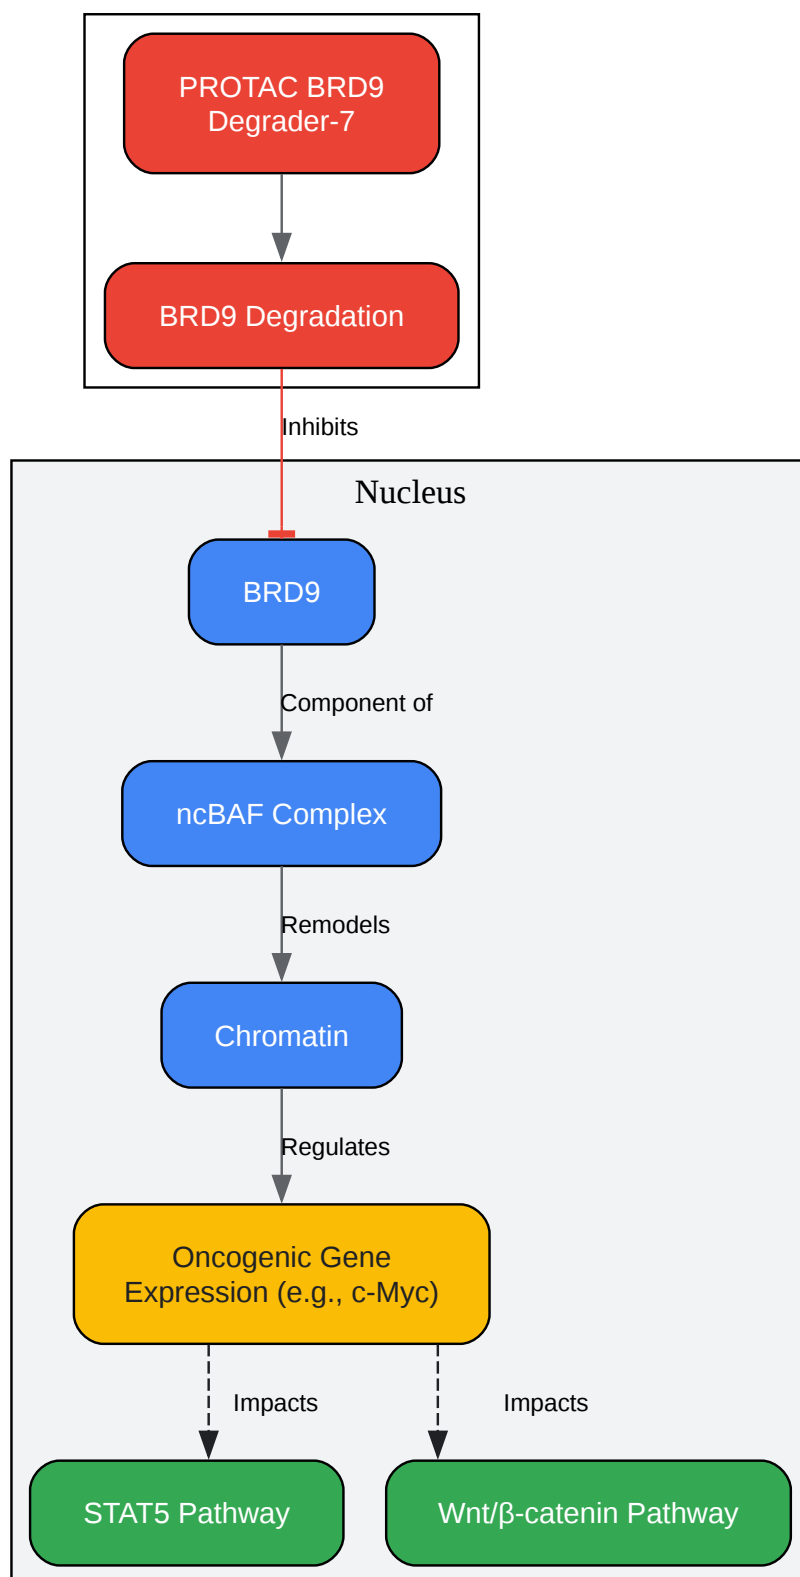 PROTAC BRD9
Degrader-7
BRD9 Degradation
Inhibits
Nucleus
BRD9
Component of
ncBAF Complex
Remodels
Chromatin
Regulates
Oncogenic Gene
Expression (e.g., c-Myc)
Impacts
Impacts
STAT5 Pathway
Wnt/β-catenin Pathway